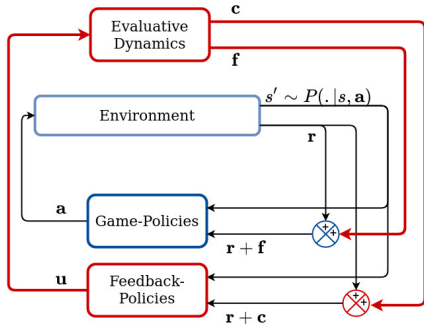 c
Evaluative
Dynamics
f
s′ ∼ P(. |s, a)
Environment
r
a
Game-Policies
+
+
r + f
u
Feedback-
Policies
+
+
r + c